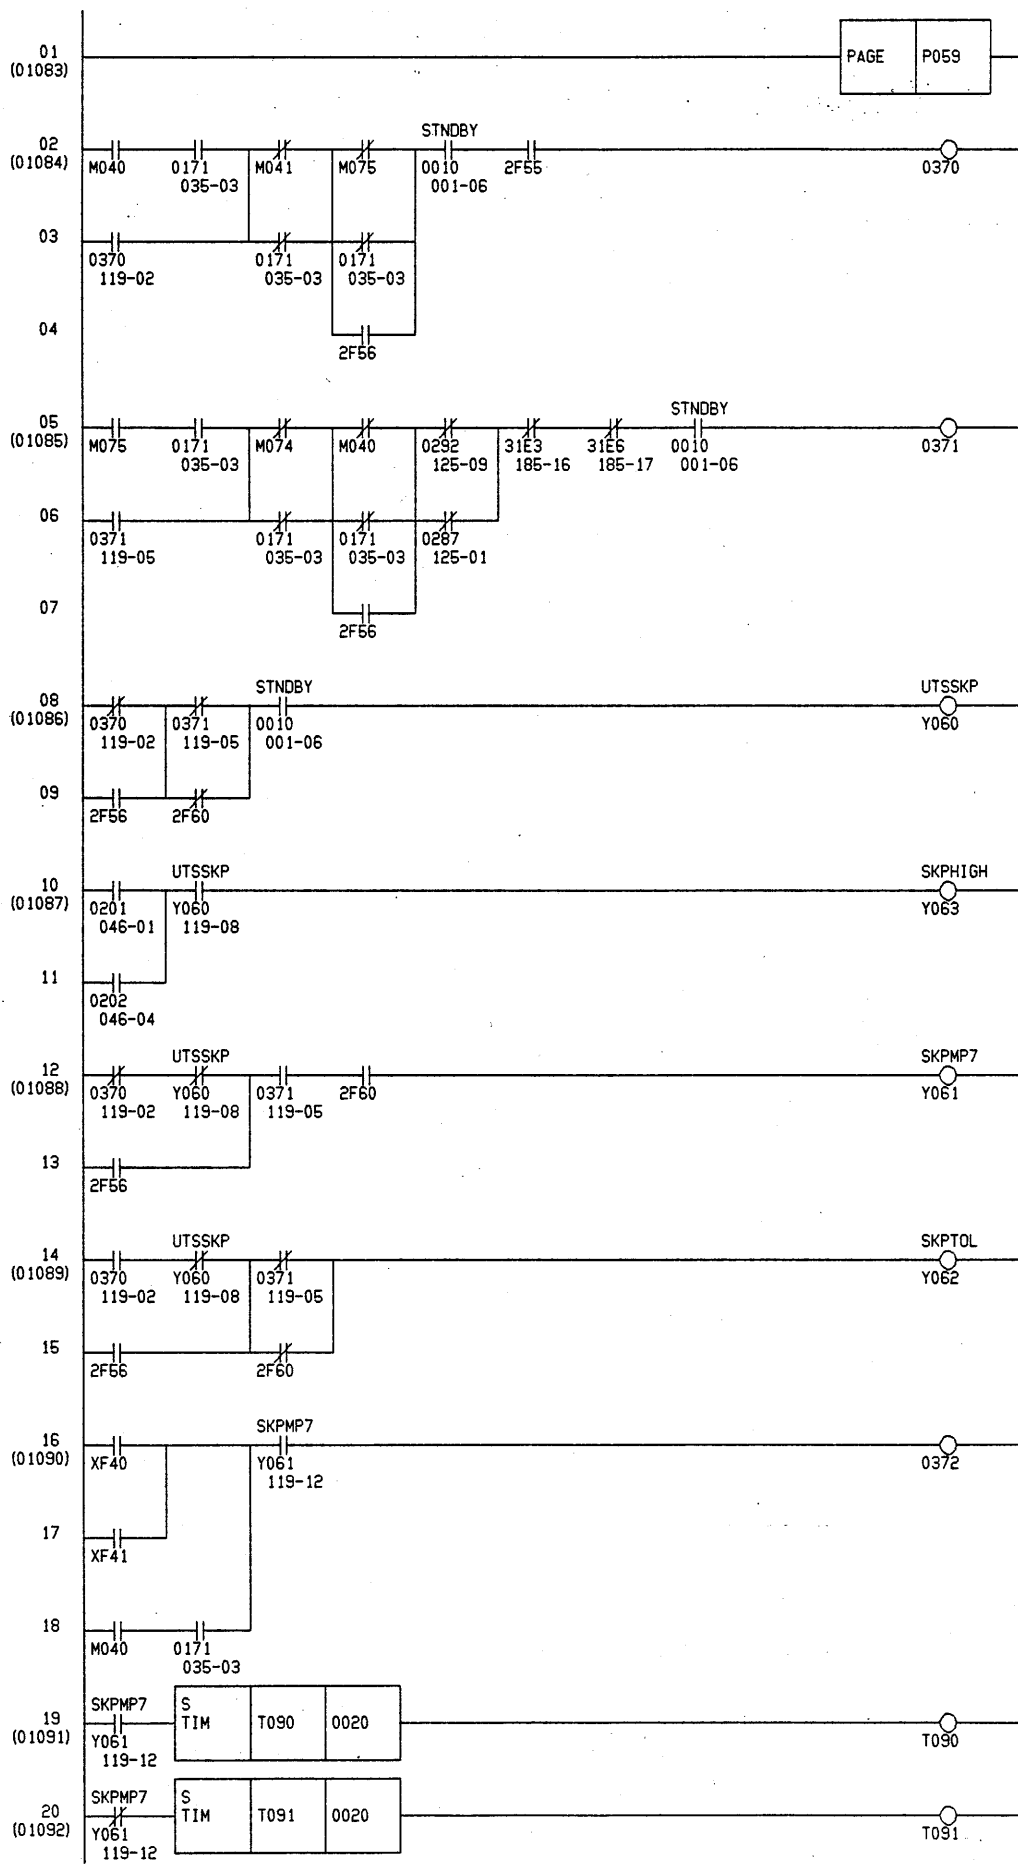 01
(01083)
PAGE P059
STNDBY
02
(01084)
M040 0171 M041 M075 0010 2F55 0370
035-03 001-06
03
0370 0171 0171
119-02 035-03 035-03
04
2F56
STNDBY
05
(01085)
M075 0171 M074 M040 0292 31E3 31E6 0010 0371
035-03 125-09 185-16 185-17 001-06
06
0371 0171 0171 0287
119-05 035-03 035-03 125-01
07
2F56
STNDBY UTSSKP
08
(01086)
0370 0371 0010 Y060
119-02 119-05 001-06
09
2F56 2F60
UTSSKP SKPHIGH
10
(01087)
0201 Y060 Y063
046-01 119-08
11
0202
046-04
UTSSKP SKPMP7
12
(01088)
0370 Y060 0371 2F60 Y061
119-02 119-08 119-05
13
2F56
UTSSKP SKPTOL
14
(01089)
0370 Y060 0371 Y062
119-02 119-08 119-05
15
2F56 2F60
SKPMP7
16
(01090)
XF40 Y061 0372
119-12
17
XF41
18
M040 0171
035-03
SKPMP7 S
19 TIM T090 0020
(01091)
Y061 T090
119-12
SKPMP7 S
20 TIM T091 0020
(01092)
Y061 T091
119-12